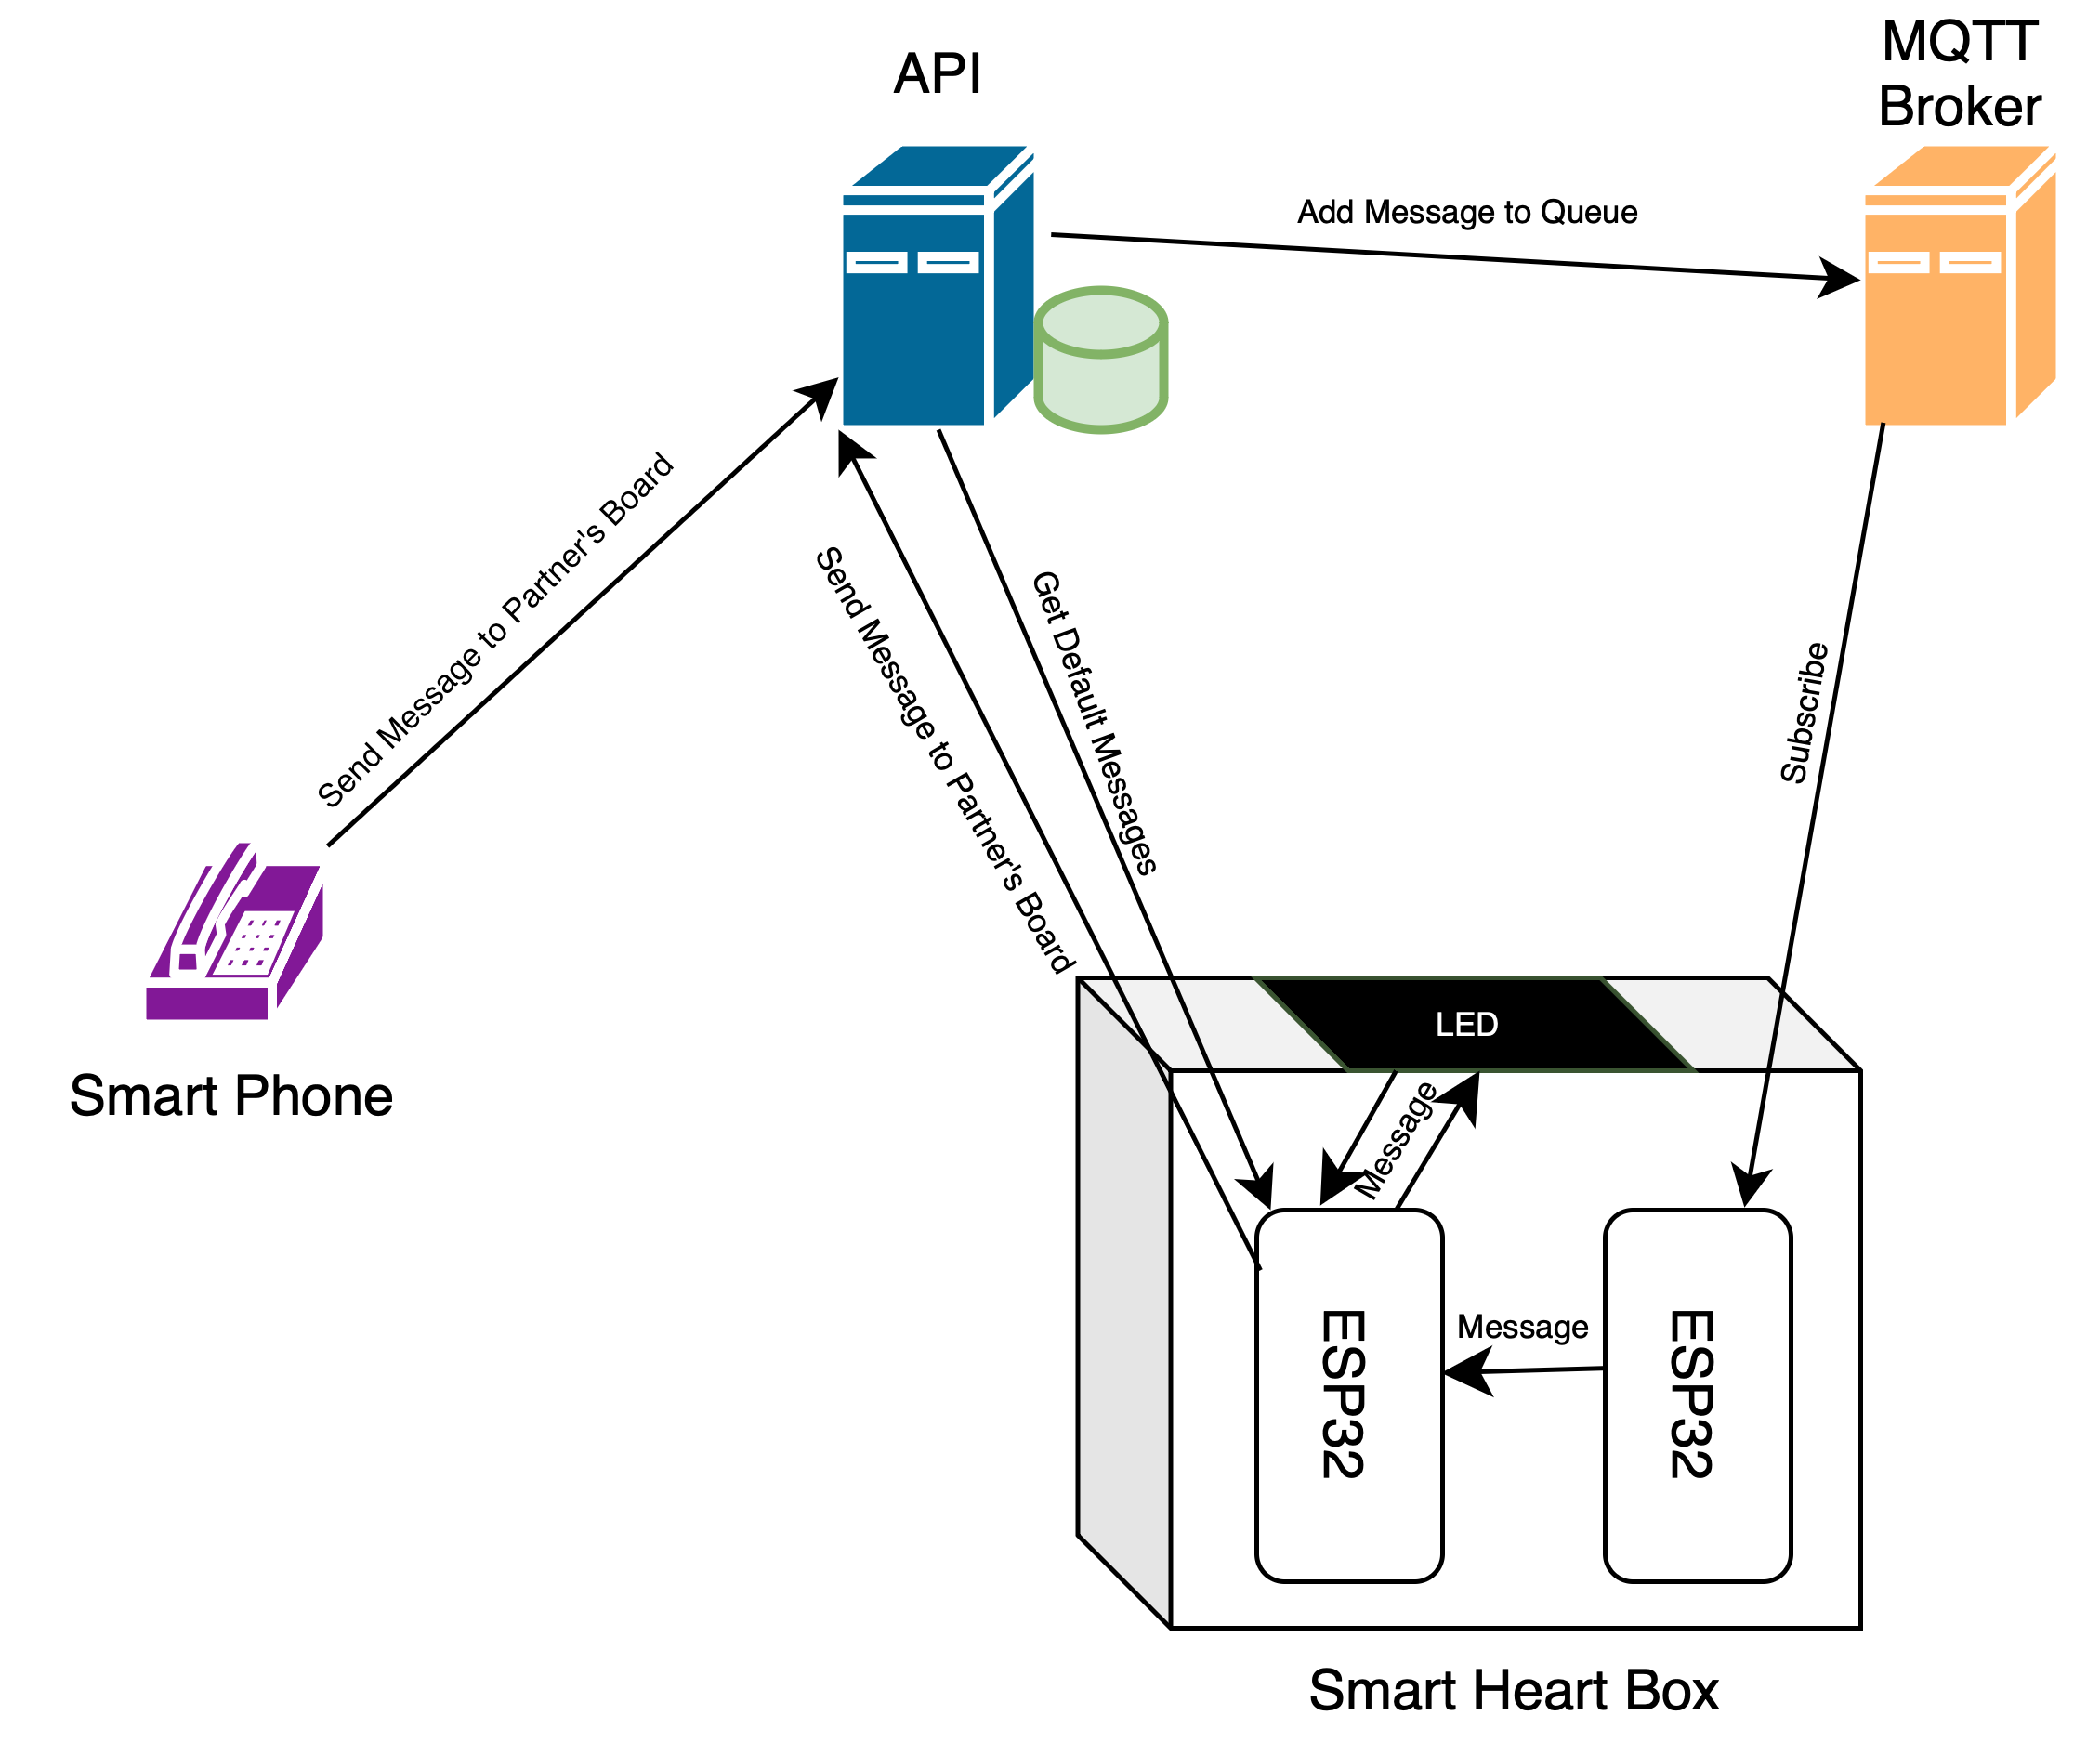 API
MQTT
Broker
Add Message to Queue
Send Message to Partner's Board
Send Message to Partner's Board
Get Default Messages
Subscribe
Smart Phone
LED
Message
ESP32
Message
ESP32
Smart Heart Box